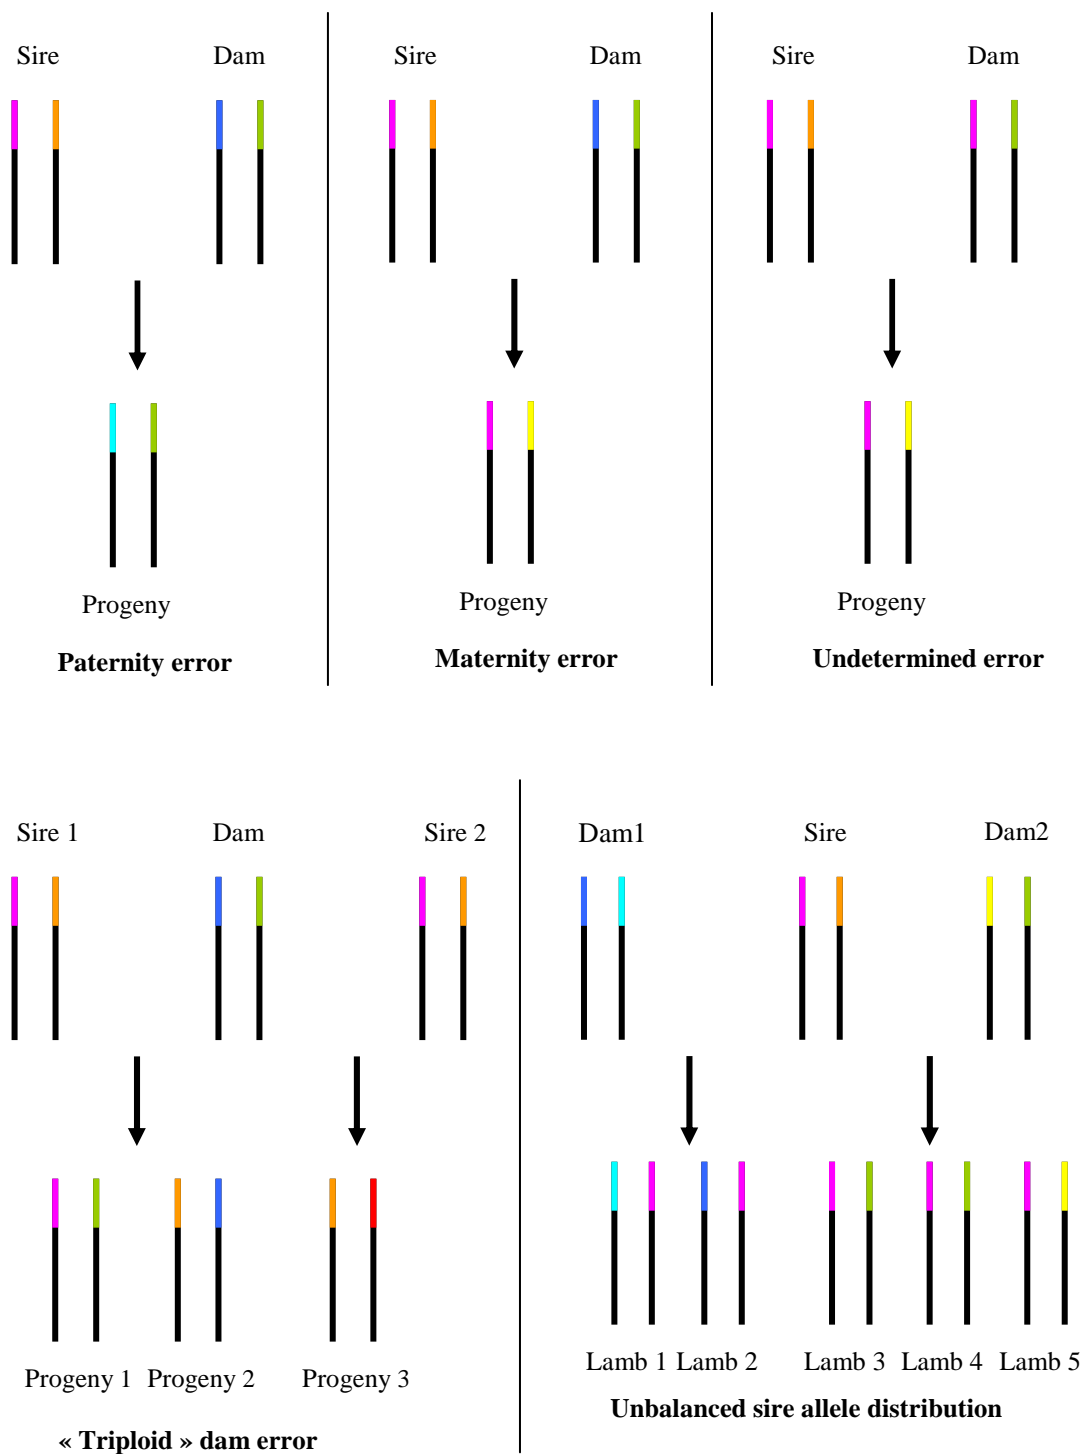 Sire Dam
Progeny
Paternity error
Sire Dam
Progeny
Maternity error
Sire Dam
Progeny
Undetermined error
Sire 1 Dam Sire 2
Progeny 1 Progeny 2 Progeny 3
« Triploid » dam error
Dam1 Sire Dam2
Lamb 1 Lamb 2 Lamb 3 Lamb 4 Lamb 5
Unbalanced sire allele distribution